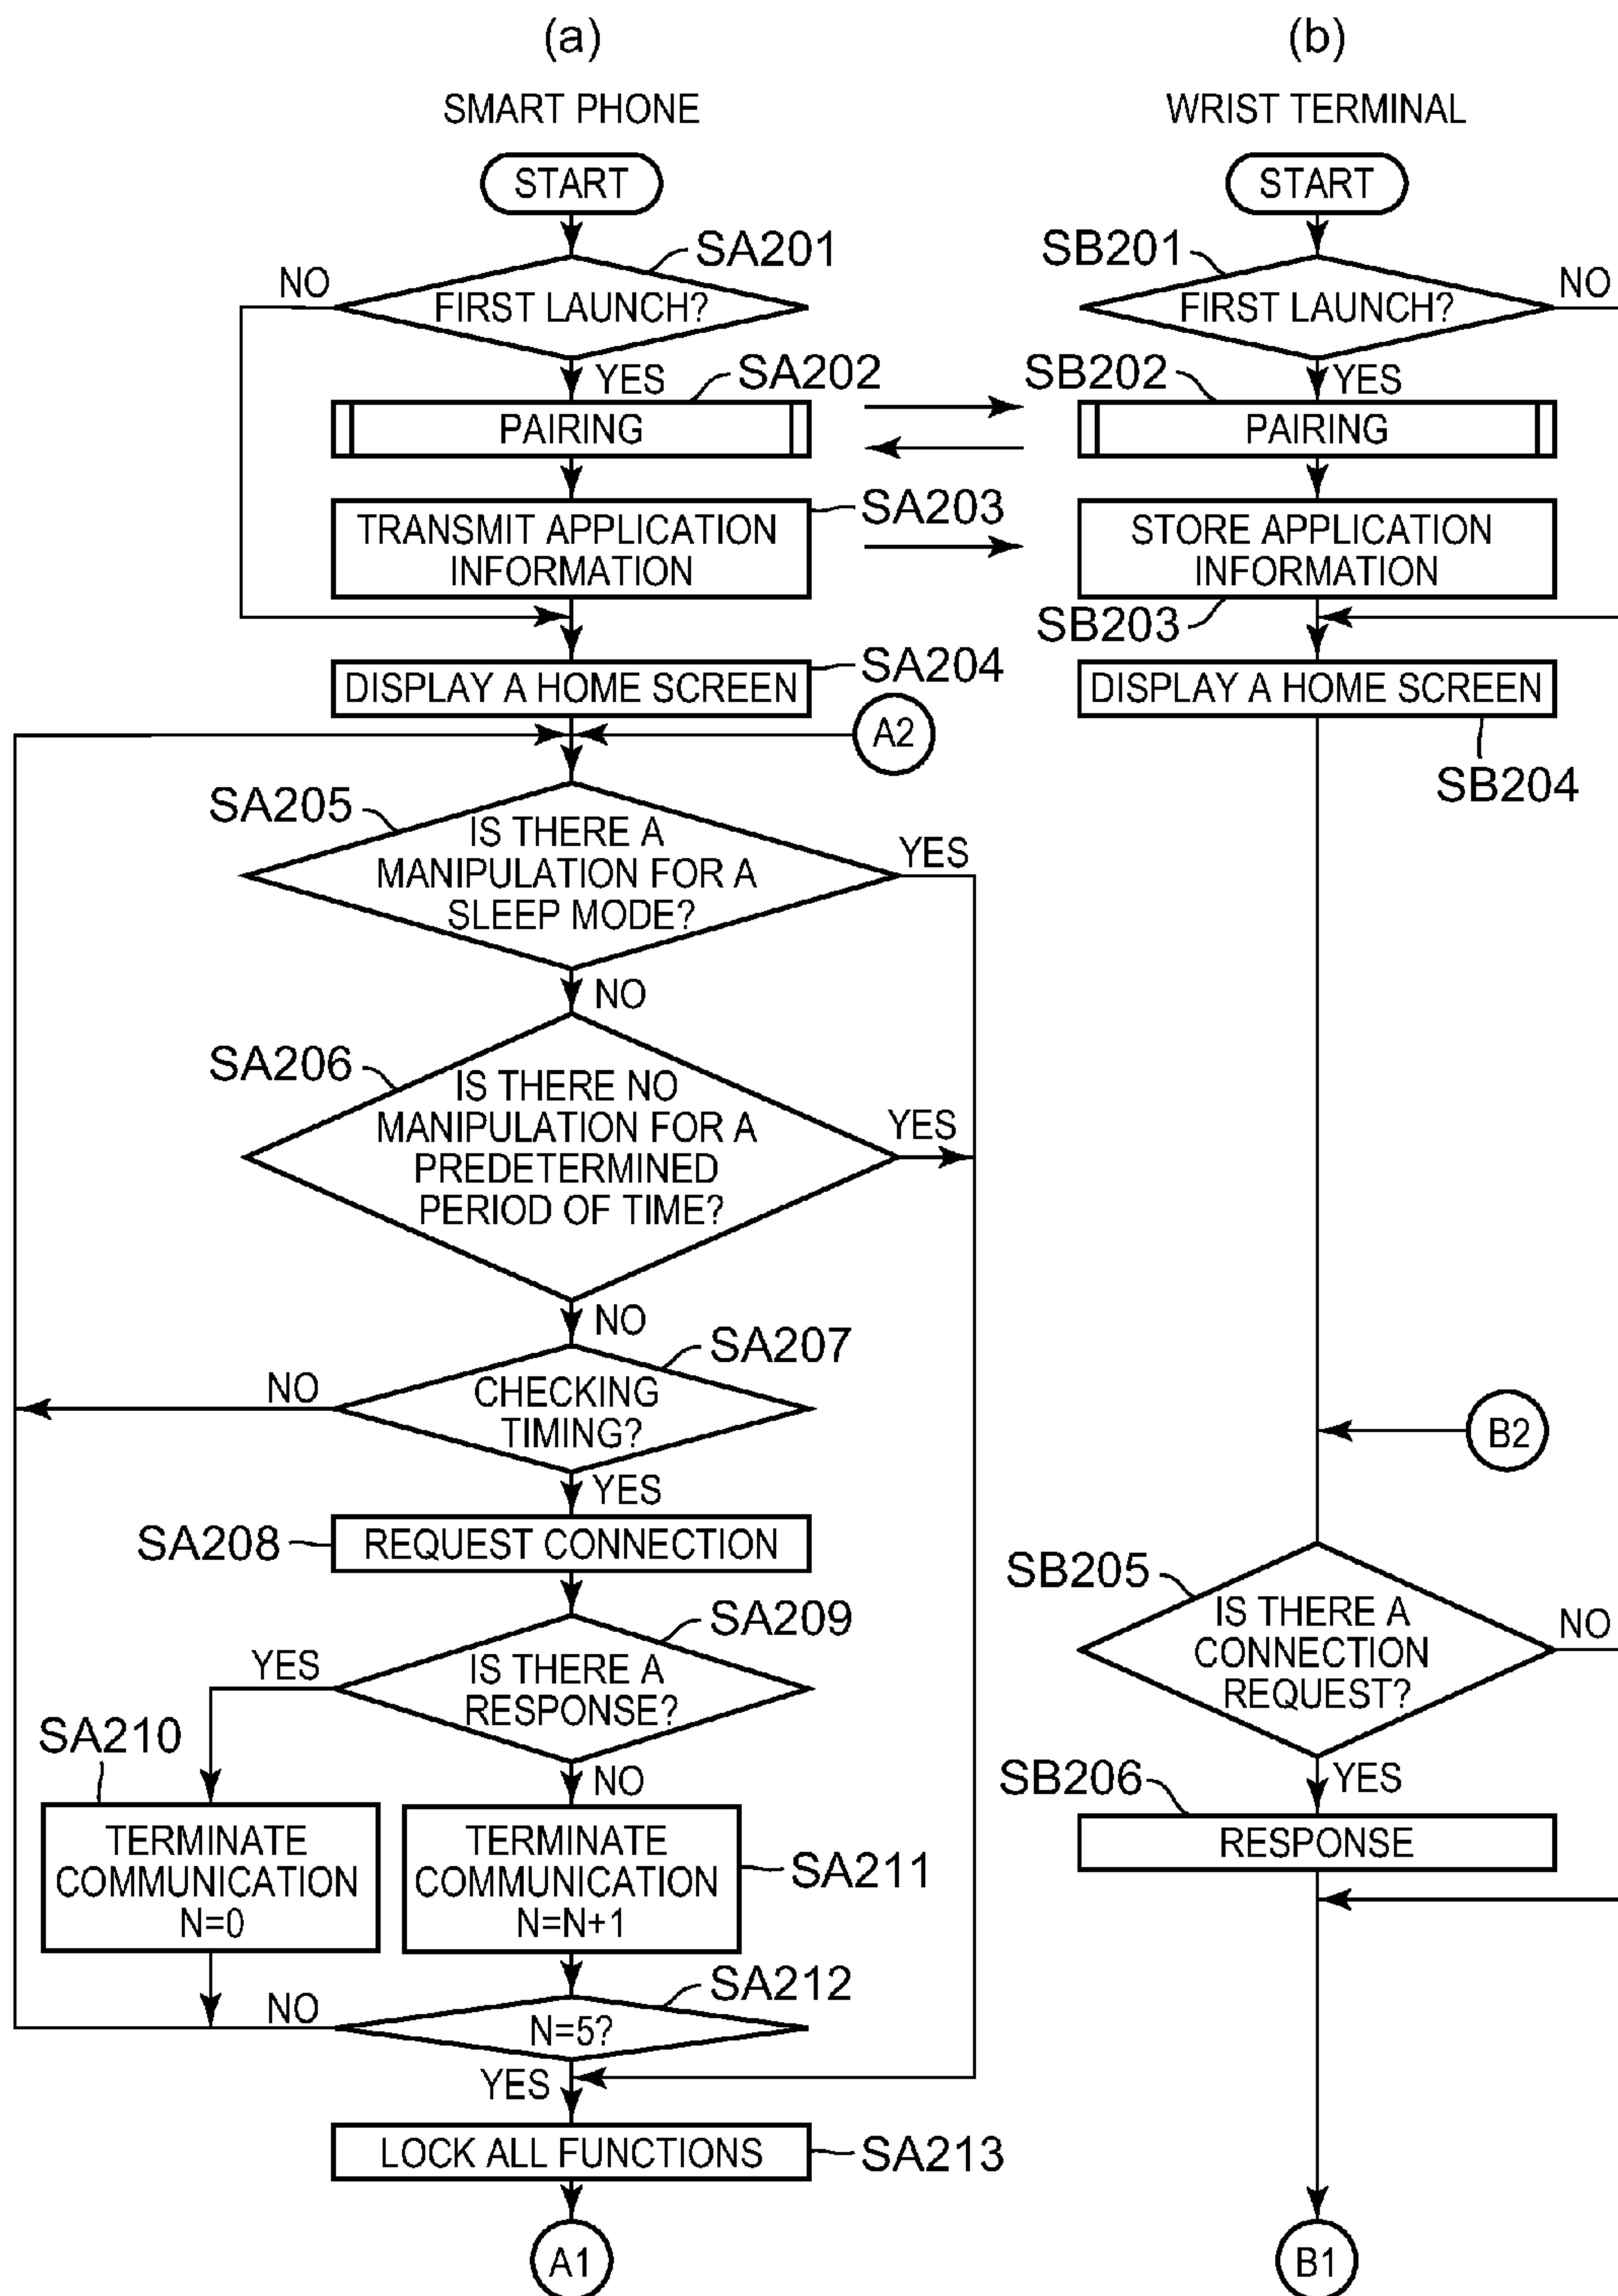 (a)
SMART PHONE
START
SA201
NO
FIRST LAUNCH?
YES
SA202
PAIRING
SA203
TRANSMIT APPLICATION
INFORMATION
SA204
DISPLAY A HOME SCREEN
A2
SA205
IS THERE A
MANIPULATION FOR A
SLEEP MODE?
YES
NO
SA206
IS THERE NO
MANIPULATION FOR A
PREDETERMINED
PERIOD OF TIME?
YES
NO
SA207
NO
CHECKING
TIMING?
YES
SA208
REQUEST CONNECTION
SA209
YES
IS THERE A
RESPONSE?
SA210
NO
TERMINATE
COMMUNICATION
N=0
TERMINATE
COMMUNICATION
N=N+1
SA211
SA212
NO
N=5?
YES
LOCK ALL FUNCTIONS
SA213
A1
(b)
WRIST TERMINAL
START
SB201
NO
FIRST LAUNCH?
SB202
YES
PAIRING
STORE APPLICATION
INFORMATION
SB203
DISPLAY A HOME SCREEN
SB204
B2
SB205
IS THERE A
CONNECTION
REQUEST?
NO
SB206
YES
RESPONSE
B1